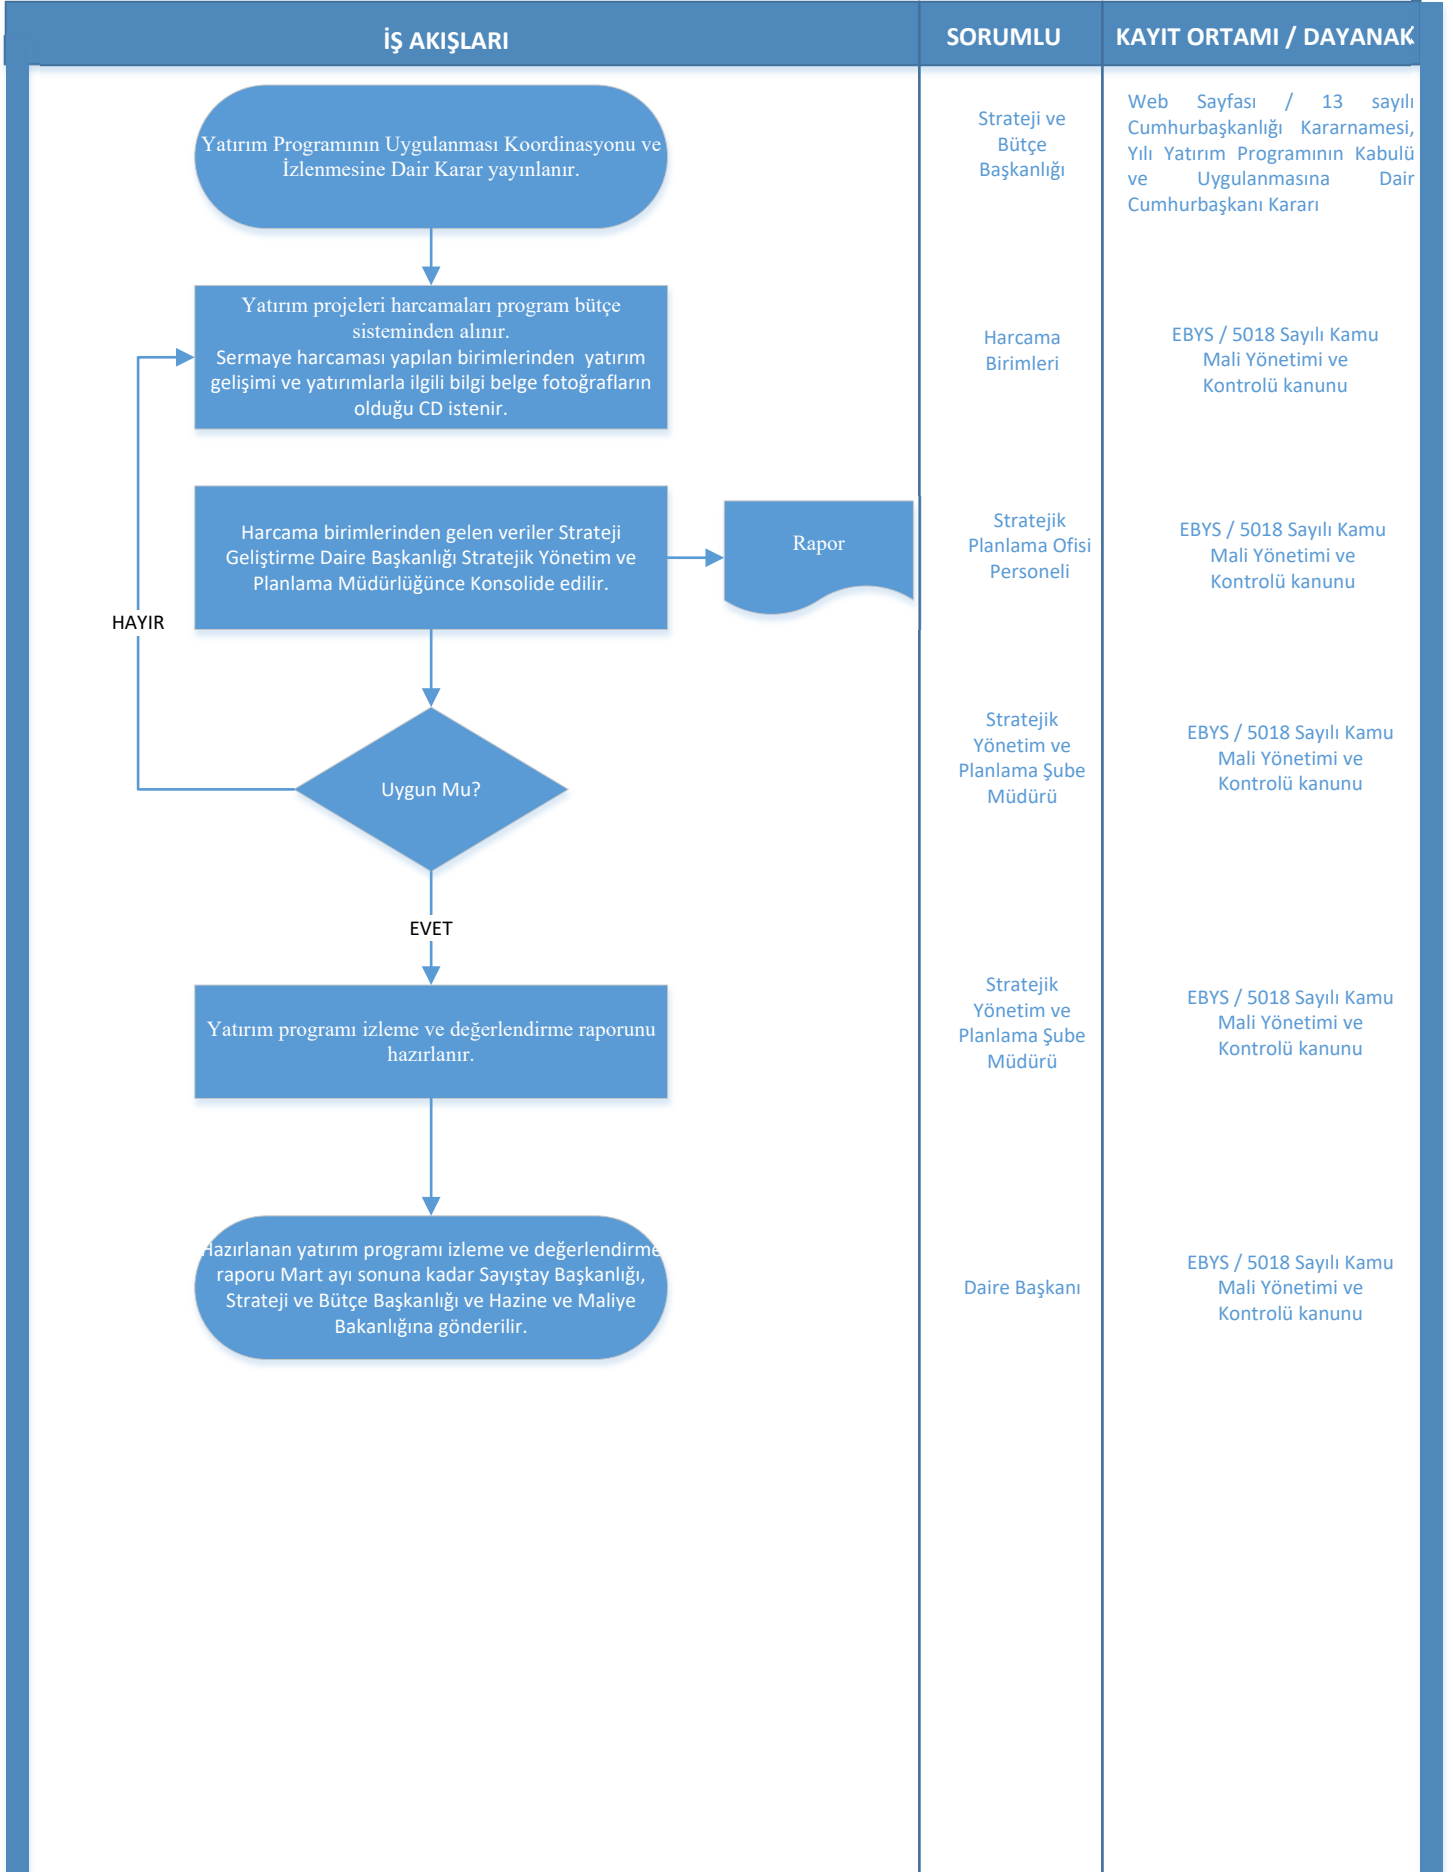 İŞ AKIŞLARI
SORUMLU
KAYIT ORTAMI / DAYANAK
Yatırım Programının Uygulanması Koordinasyonu ve
İzlenmesine Dair Karar yayınlanır.
Strateji ve
Bütçe
Başkanlığı
Web Sayfası / 13 sayılı
Cumhurbaşkanlığı Kararnamesi,
Yılı Yatırım Programının Kabulü
ve Uygulanmasına Dair
Cumhurbaşkanı Kararı
Yatırım projeleri harcamaları program bütçe
sisteminden alınır.
Sermaye harcaması yapılan birimlerinden yatırım
gelişimi ve yatırımlarla ilgili bilgi belge fotoğrafların
olduğu CD istenir.
Harcama
Birimleri
EBYS / 5018 Sayılı Kamu
Mali Yönetimi ve
Kontrolü kanunu
Harcama birimlerinden gelen veriler Strateji
Geliştirme Daire Başkanlığı Stratejik Yönetim ve
Planlama Müdürlüğünce Konsolide edilir.
Rapor
Stratejik
Planlama Ofisi
Personeli
EBYS / 5018 Sayılı Kamu
Mali Yönetimi ve
Kontrolü kanunu
HAYIR
Uygun Mu?
Stratejik
Yönetim ve
Planlama Şube
Müdürü
EBYS / 5018 Sayılı Kamu
Mali Yönetimi ve
Kontrolü kanunu
EVET
Yatırım programı izleme ve değerlendirme raporunu
hazırlanır.
Stratejik
Yönetim ve
Planlama Şube
Müdürü
EBYS / 5018 Sayılı Kamu
Mali Yönetimi ve
Kontrolü kanunu
Hazırlanan yatırım programı izleme ve değerlendirme
raporu Mart ayı sonuna kadar Sayıştay Başkanlığı,
Strateji ve Bütçe Başkanlığı ve Hazine ve Maliye
Bakanlığına gönderilir.
Daire Başkanı
EBYS / 5018 Sayılı Kamu
Mali Yönetimi ve
Kontrolü kanunu